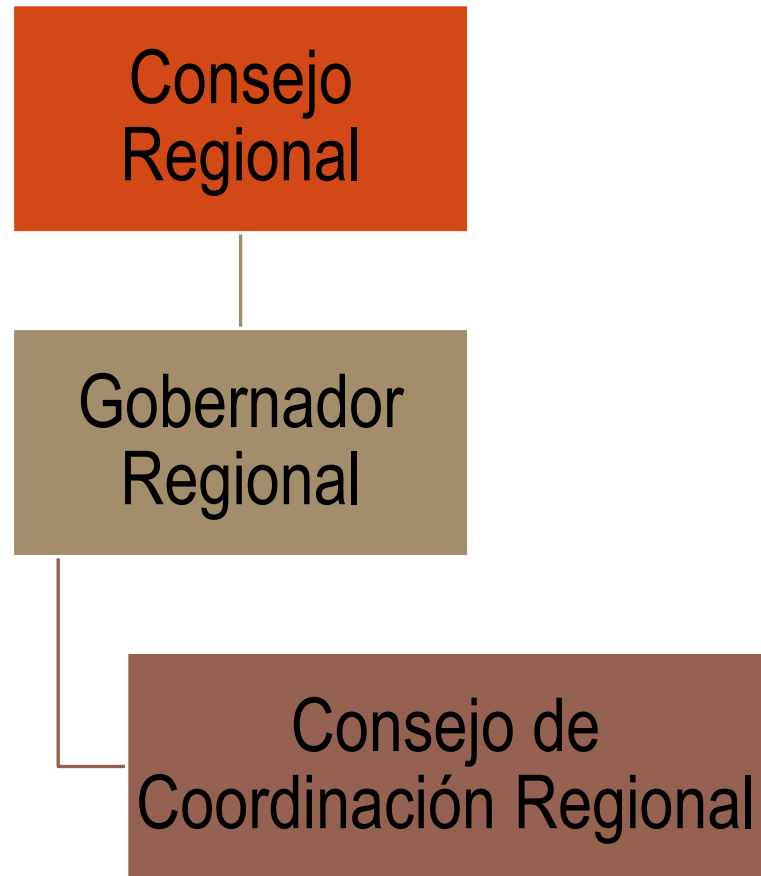 Consejo
Regional
Gobernador
Regional
Consejo de
Coordinación Regional